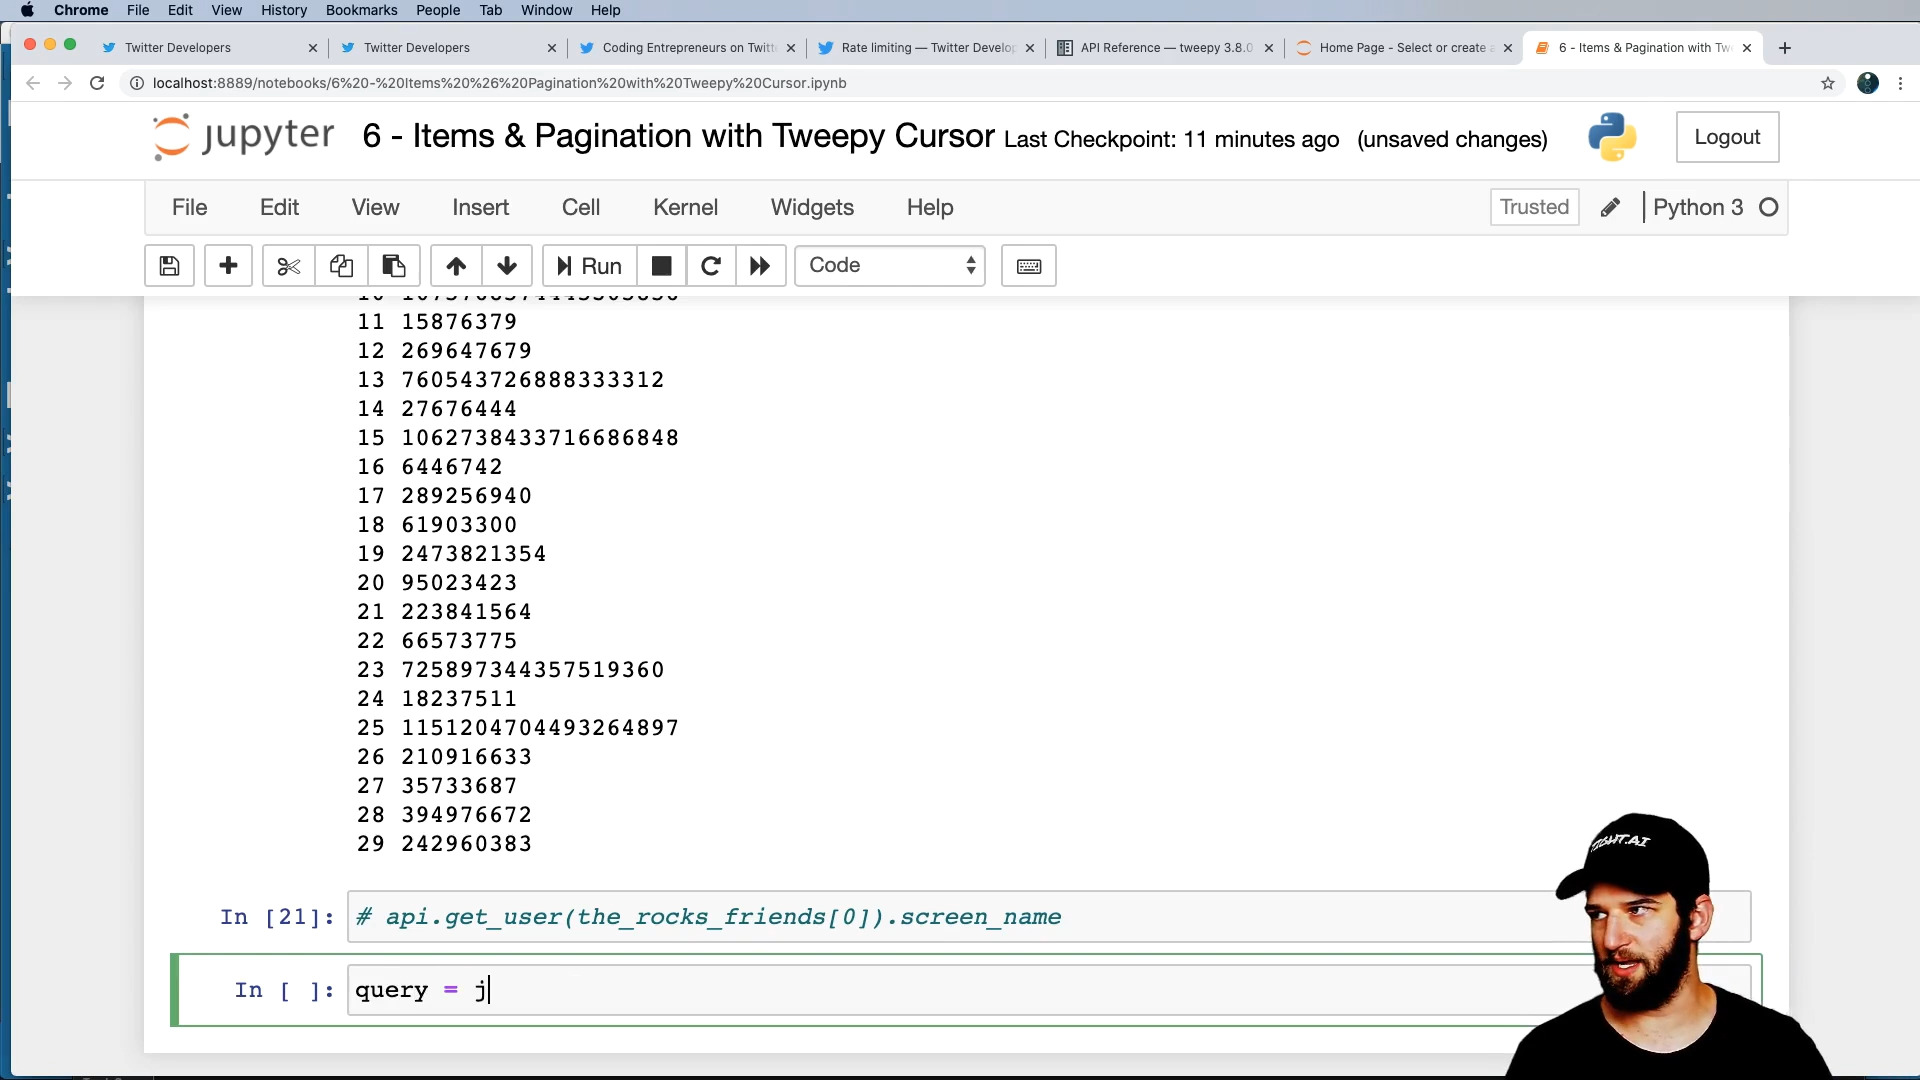 Chrome File Edit View History Bookmarks People Tab Window Help
Twitter Developers
Twitter Developers
Coding Entrepreneurs on Twitt
Rate limiting — Twitter Develop
API Reference — tweepy 3.8.0
Home Page - Select or create a
6 - Items & Pagination with Tw
localhost:8889/notebooks/6%20-%20Items%20%26%20Pagination%20with%20Tweepy%20Cursor.ipynb
jupyter 6 - Items & Pagination with Tweepy Cursor Last Checkpoint: 11 minutes ago (unsaved changes) Logout
File Edit View Insert Cell Kernel Widgets Help Trusted Python 3
Run Code
11 15876379
12 269647679
13 760543726888333312
14 27676444
15 1062738433716686848
16 6446742
17 289256940
18 61903300
19 2473821354
20 95023423
21 223841564
22 66573775
23 725897344357519360
24 18237511
25 1151204704493264897
26 210916633
27 35733687
28 394976672
29 242960383
In [21]: # api.get_user(the_rocks_friends[0]).screen_name
In [ ]: query = j